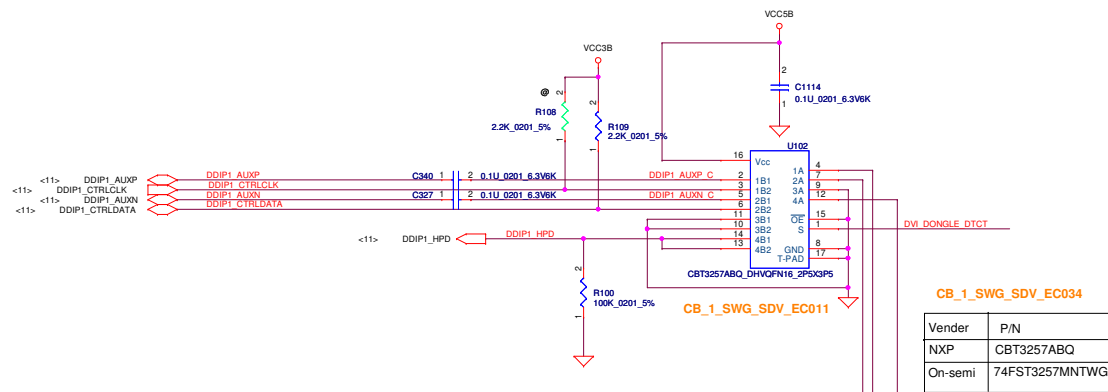 VCC5B
VCC3B
2
C1114
0.1U_0201_6.3V6K
1
@
2
R108
2.2K_0201_5%
1
2
R109
2.2K_0201_5%
1
U102
16
Vcc
1A
4
2A
7
3A
9
4A
12
OE
15
S
1
DVI_DONGLE_DTCT
GND
8
T-PAD
17
<11> DDIP1_AUXP DDIP1_AUXP C340 1 2 0.1U_0201_6.3V6K DDIP1_AUXP_C 2 1B1
<11> DDIP1_CTRLCLK DDIP1_CTRLCLK 3 1B2
<11> DDIP1_AUXN DDIP1_AUXN C327 1 2 0.1U_0201_6.3V6K DDIP1_AUXN_C 5 2B1
<11> DDIP1_CTRLDATA DDIP1_CTRLDATA 6 2B2
11 3B1
10 3B2
<11> DDIP1_HPD DDIP1_HPD 14 4B1
13 4B2
CBT3257ABQ_DHVQFN16_2P5X3P5
2
R100
100K_0201_5%
1
CB_1_SWG_SDV_EC011
CB_1_SWG_SDV_EC034
Vender P/N
NXP CBT3257ABQ
On-semi 74FST3257MNTWG